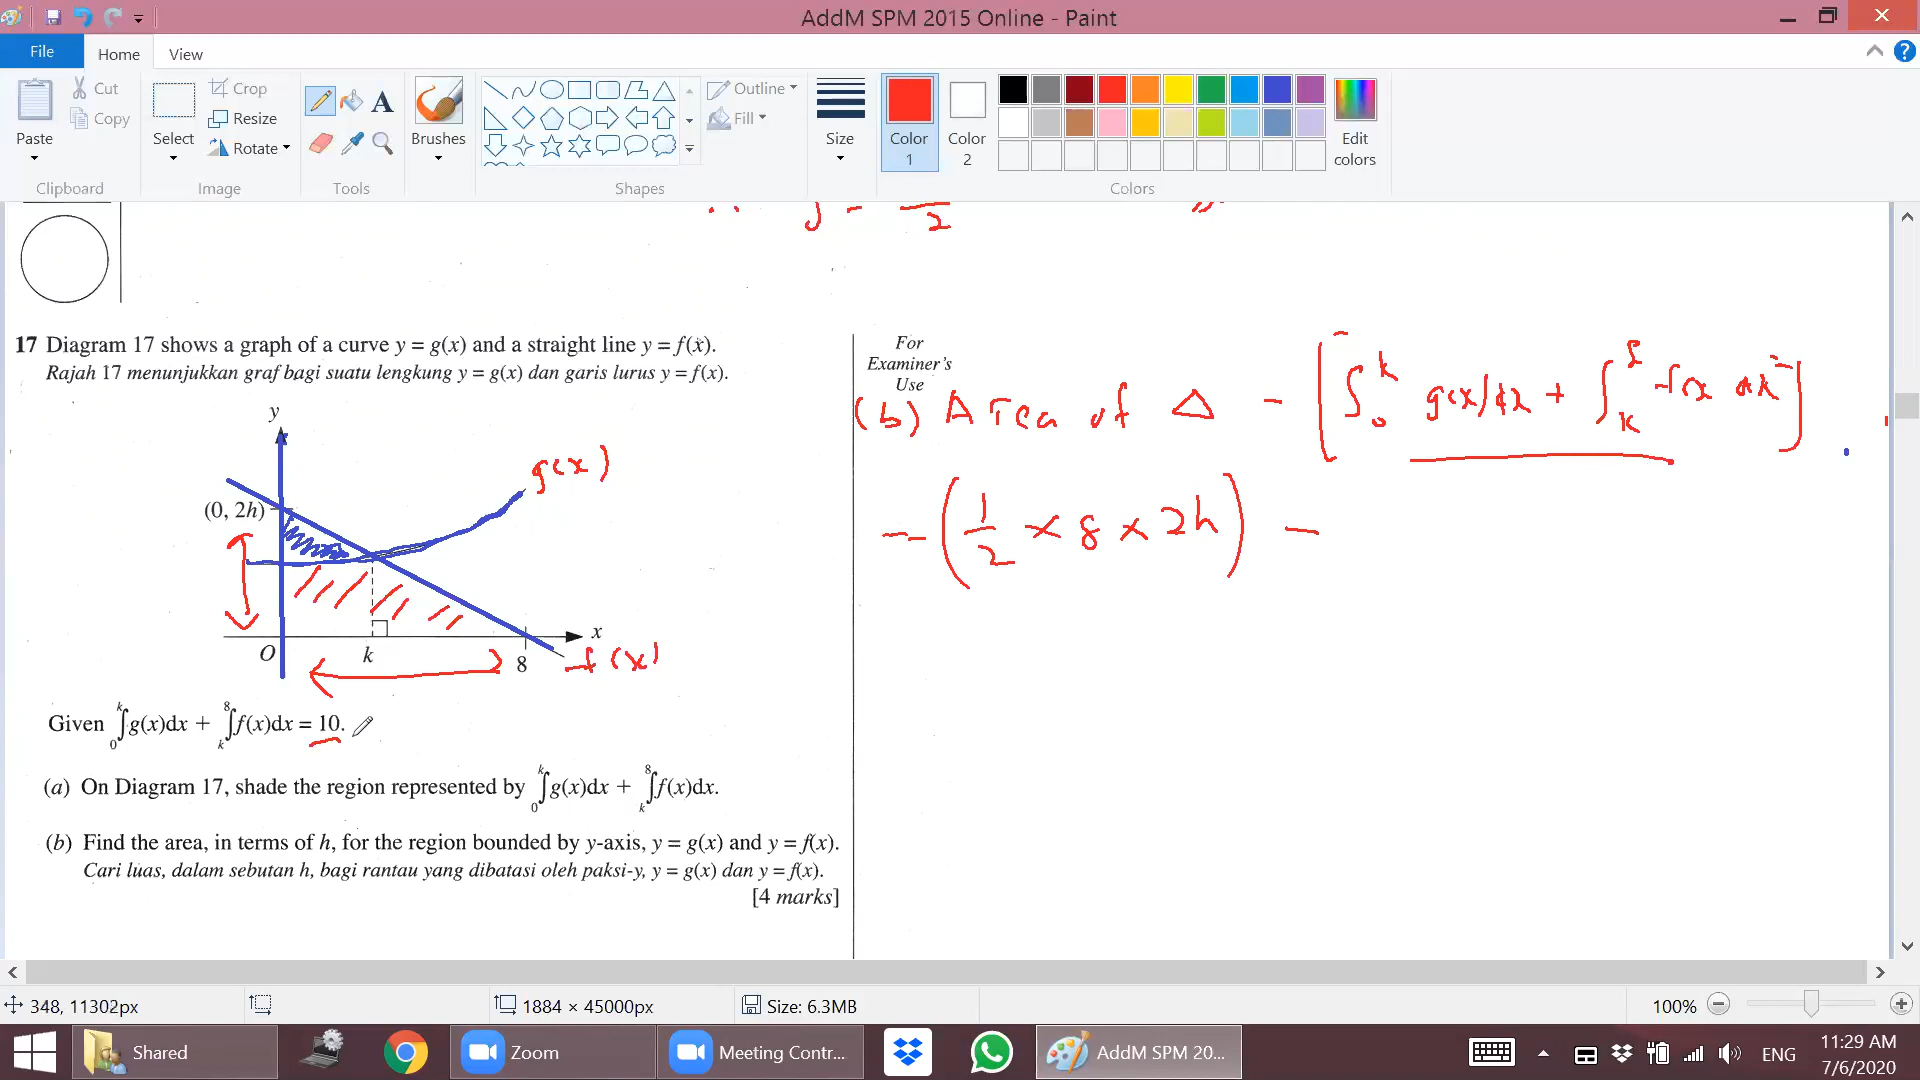 AddM SPM 2015 Online - Paint
File
Home
View
Paste
Cut
Copy
Clipboard
Select
Crop
Resize
Rotate
Image
A
Tools
Brushes
Shapes
Outline
Fill
Size
Color 1
Color 2
Edit colors
Colors
2
17 Diagram 17 shows a graph of a curve y = g(x) and a straight line y = f(x).
Rajah 17 menunjukkan graf bagi suatu lengkung y = g(x) dan garis lurus y = f(x).
For
Examiner's
Use
y
g(x)
(0, 2h)
x
O
k
8
f(x)
Given ∫₀ᵏ g(x)dx + ∫ₖ⁸ f(x)dx = 10.
(a) On Diagram 17, shade the region represented by ∫₀ᵏ g(x)dx + ∫ₖ⁸ f(x)dx.
(b) Find the area, in terms of h, for the region bounded by y-axis, y = g(x) and y = f(x).
Cari luas, dalam sebutan h, bagi rantau yang dibatasi oleh paksi-y, y = g(x) dan y = f(x).
[4 marks]
(b) Area of Δ - [∫₀ᵏ g(x)dx + ∫ₖ⁸ f(x dx]
= (1/2 × 8 × 2h) -
348, 11302px
1884 × 45000px
Size: 6.3MB
100%
Shared
Zoom
Meeting Contr...
AddM SPM 20...
ENG
11:29 AM
7/6/2020